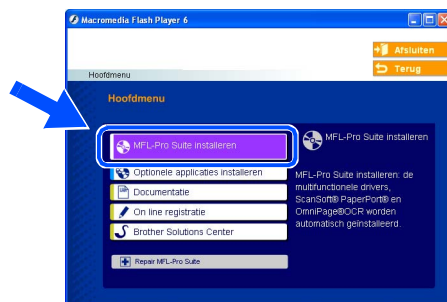 Macromedia Flash Player 6
Afsluiten
Terug
Hoofdmenu
Hoofdmenu
MFL-Pro Suite installeren
Optionele applicaties installeren
Documentatie
On line registratie
Brother Solutions Center
Repair MFL-Pro Suite
MFL-Pro Suite installeren
MFL-Pro Suite installeren: de
multifunctionele drivers,
ScanSoft® PaperPort® en
OmniPage®OCR worden
automatisch geïnstalleerd.